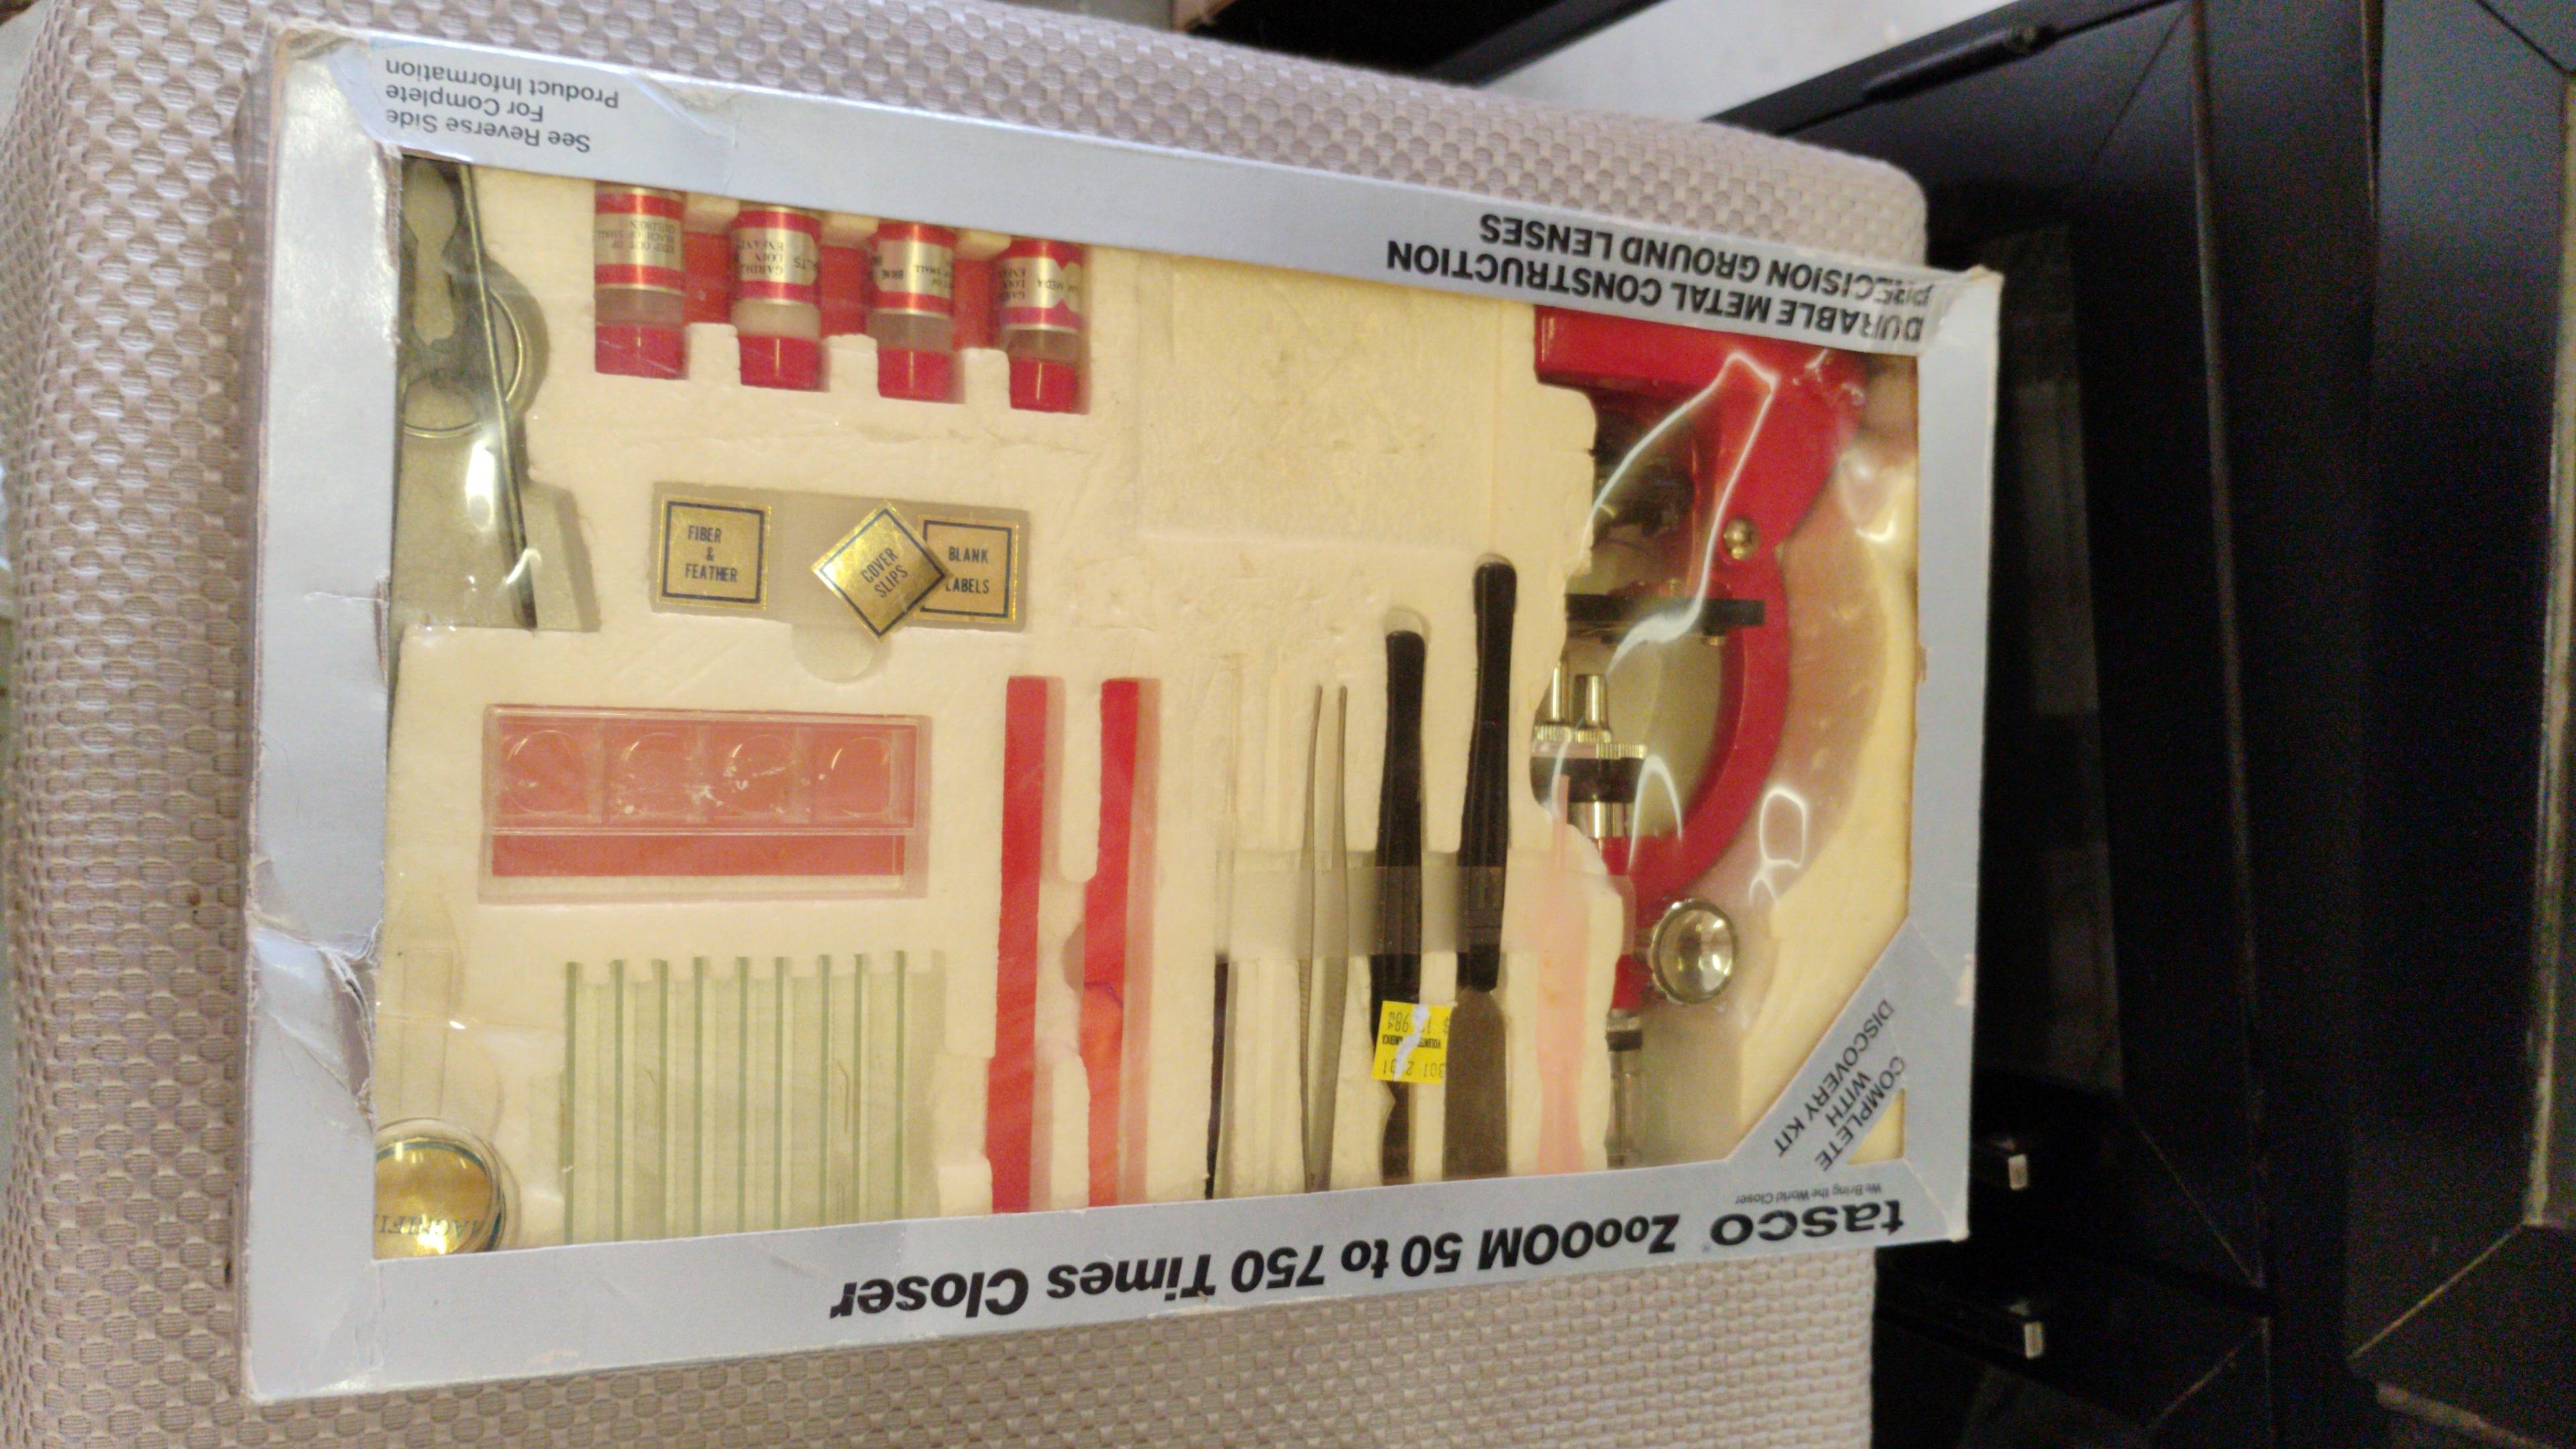 tasco ZooOOM 50 to 750 Times Closer
We Bring the World Closer
COMPLETE
WITH
DISCOVERY KIT
FIBER
&
FEATHER
COVER
SLIPS
BLANK
LABELS
DURABLE METAL CONSTRUCTION
PRECISION GROUND LENSES
See Reverse Side
For Complete
Product Information